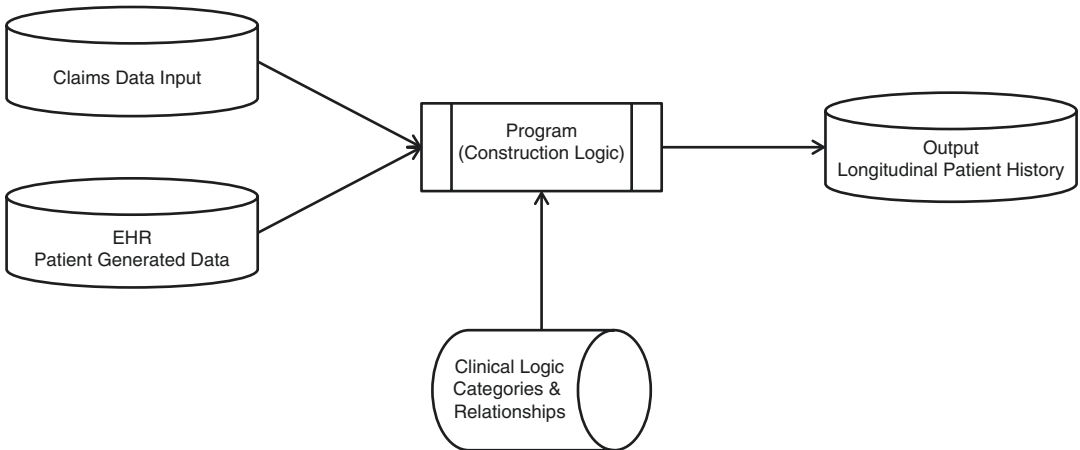 Claims Data Input
EHR
Patient Generated Data
Program
(Construction Logic)
Output
Longitudinal Patient History
Clinical Logic
Categories &
Relationships